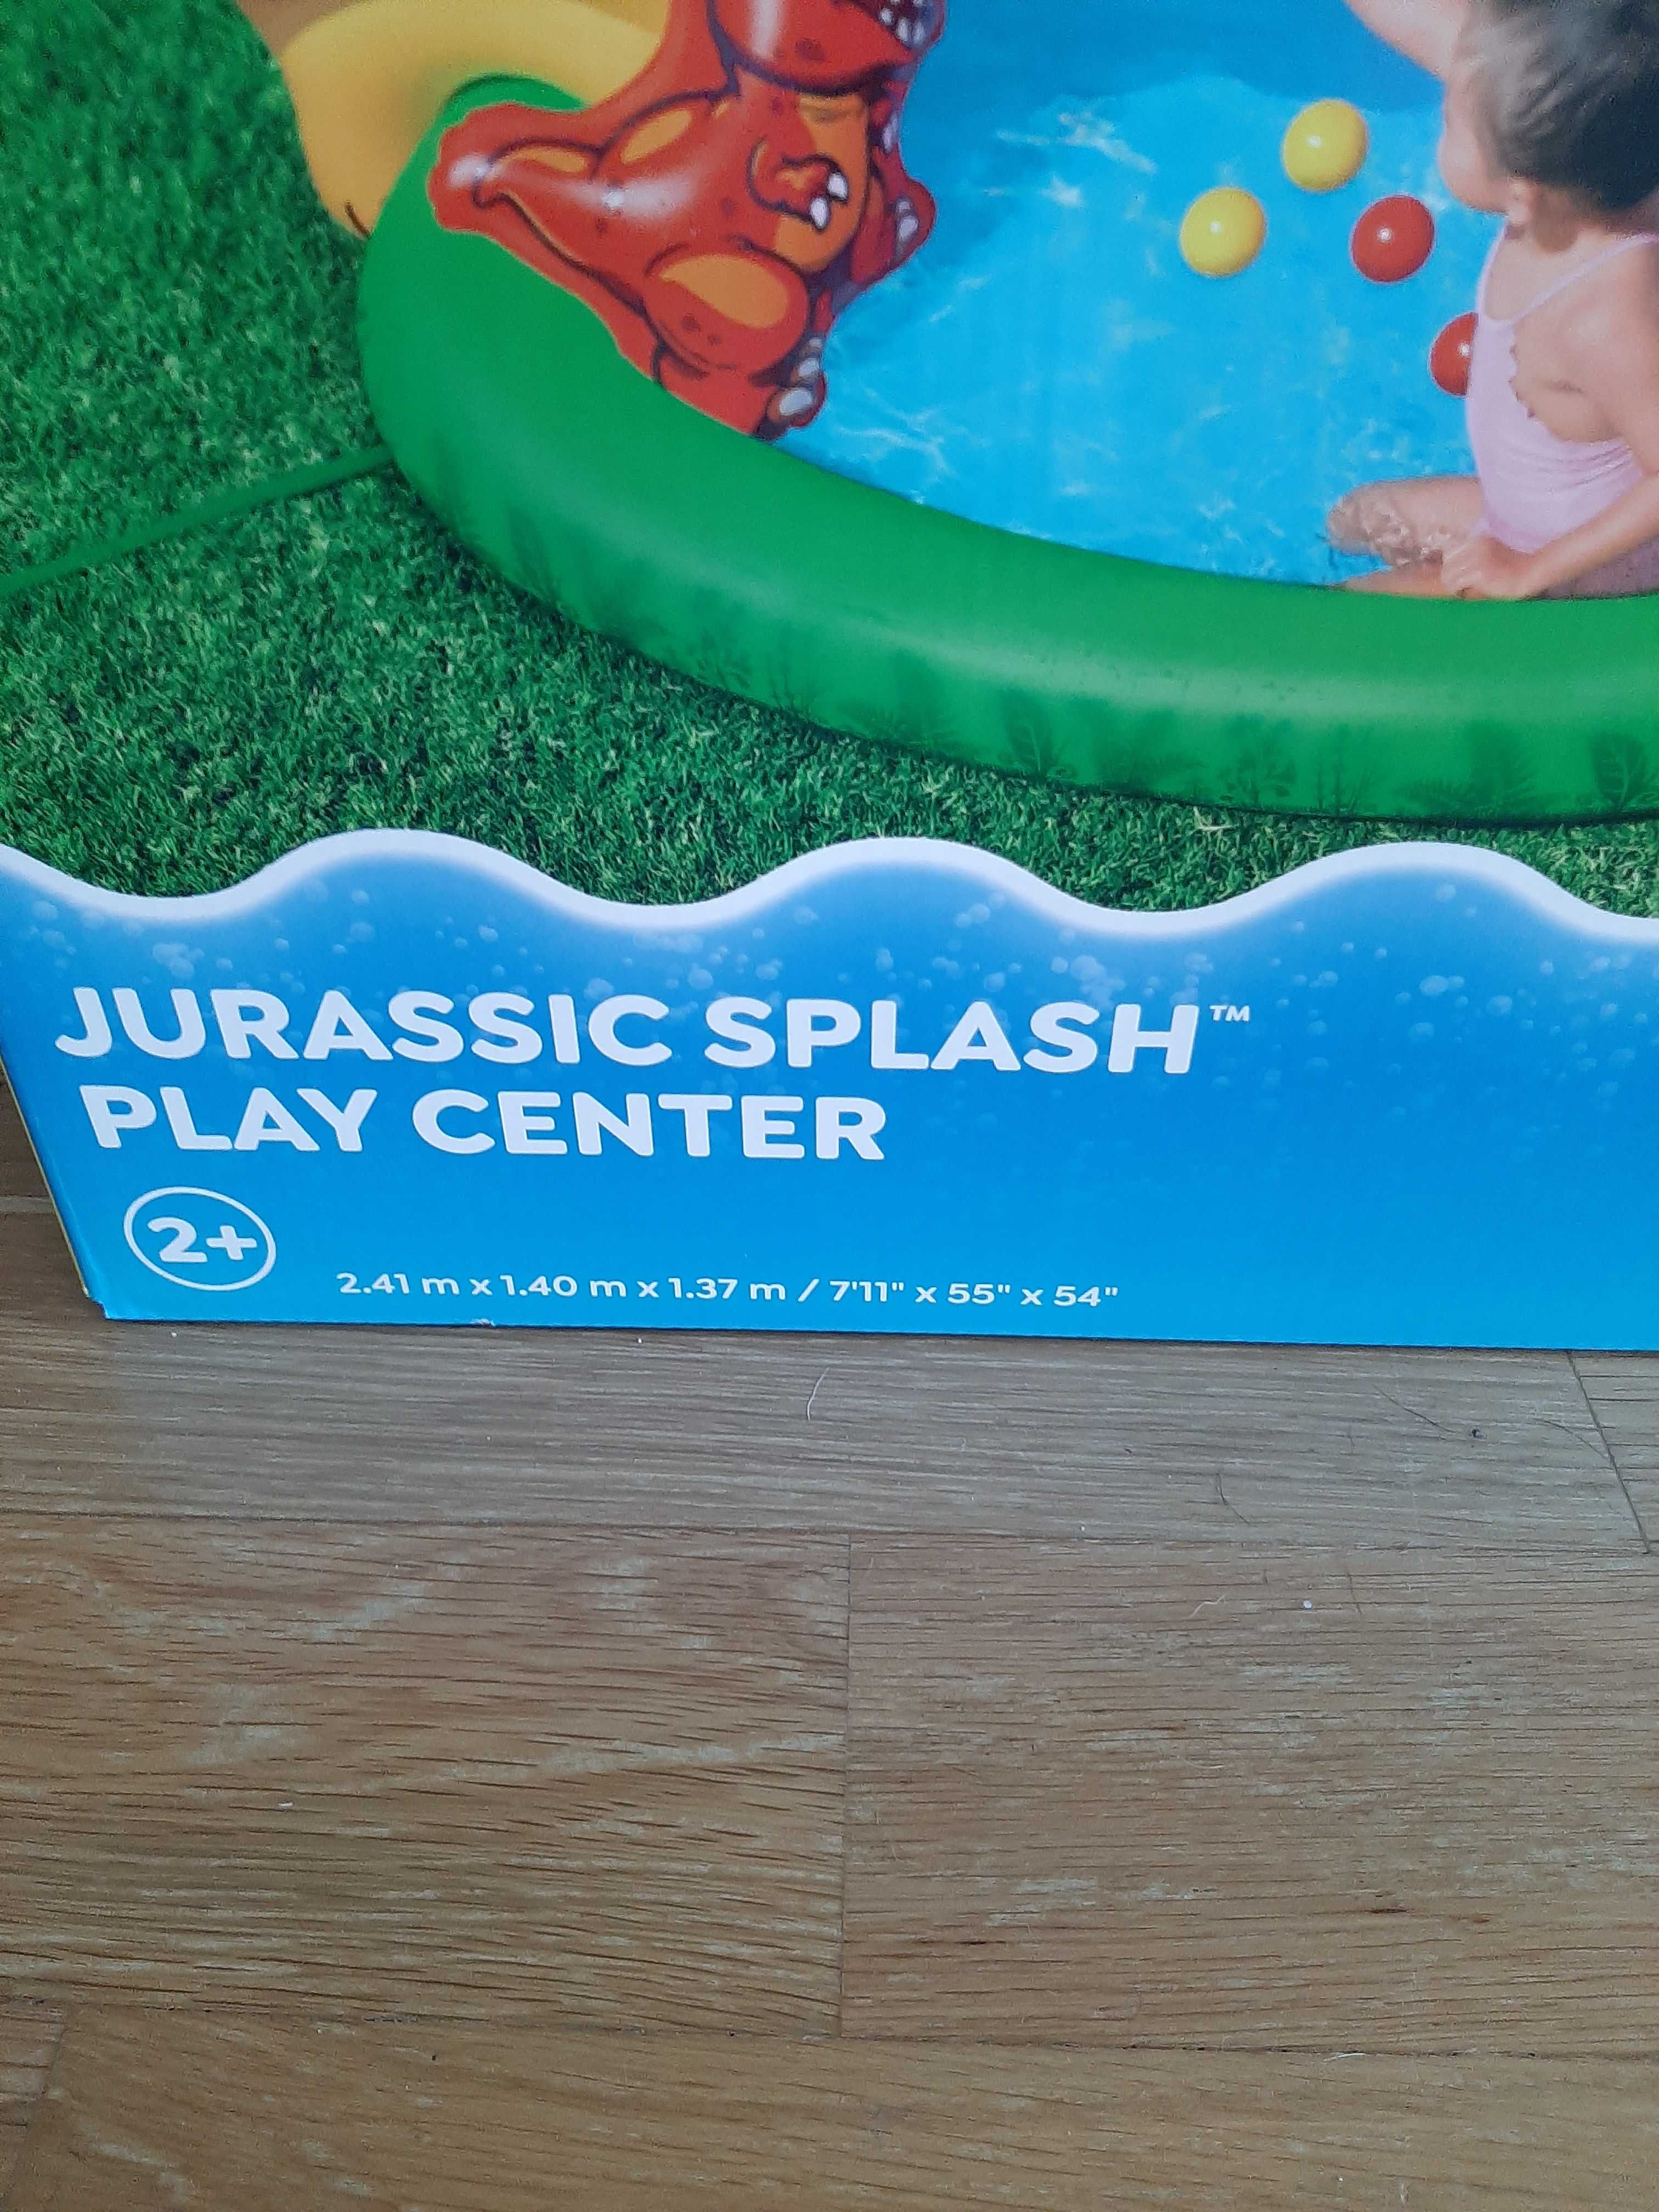 JURASSIC SPLASH™
PLAY CENTER
2+
2.41 m x 1.40 m x 1.37 m / 7'11" x 55" x 54"